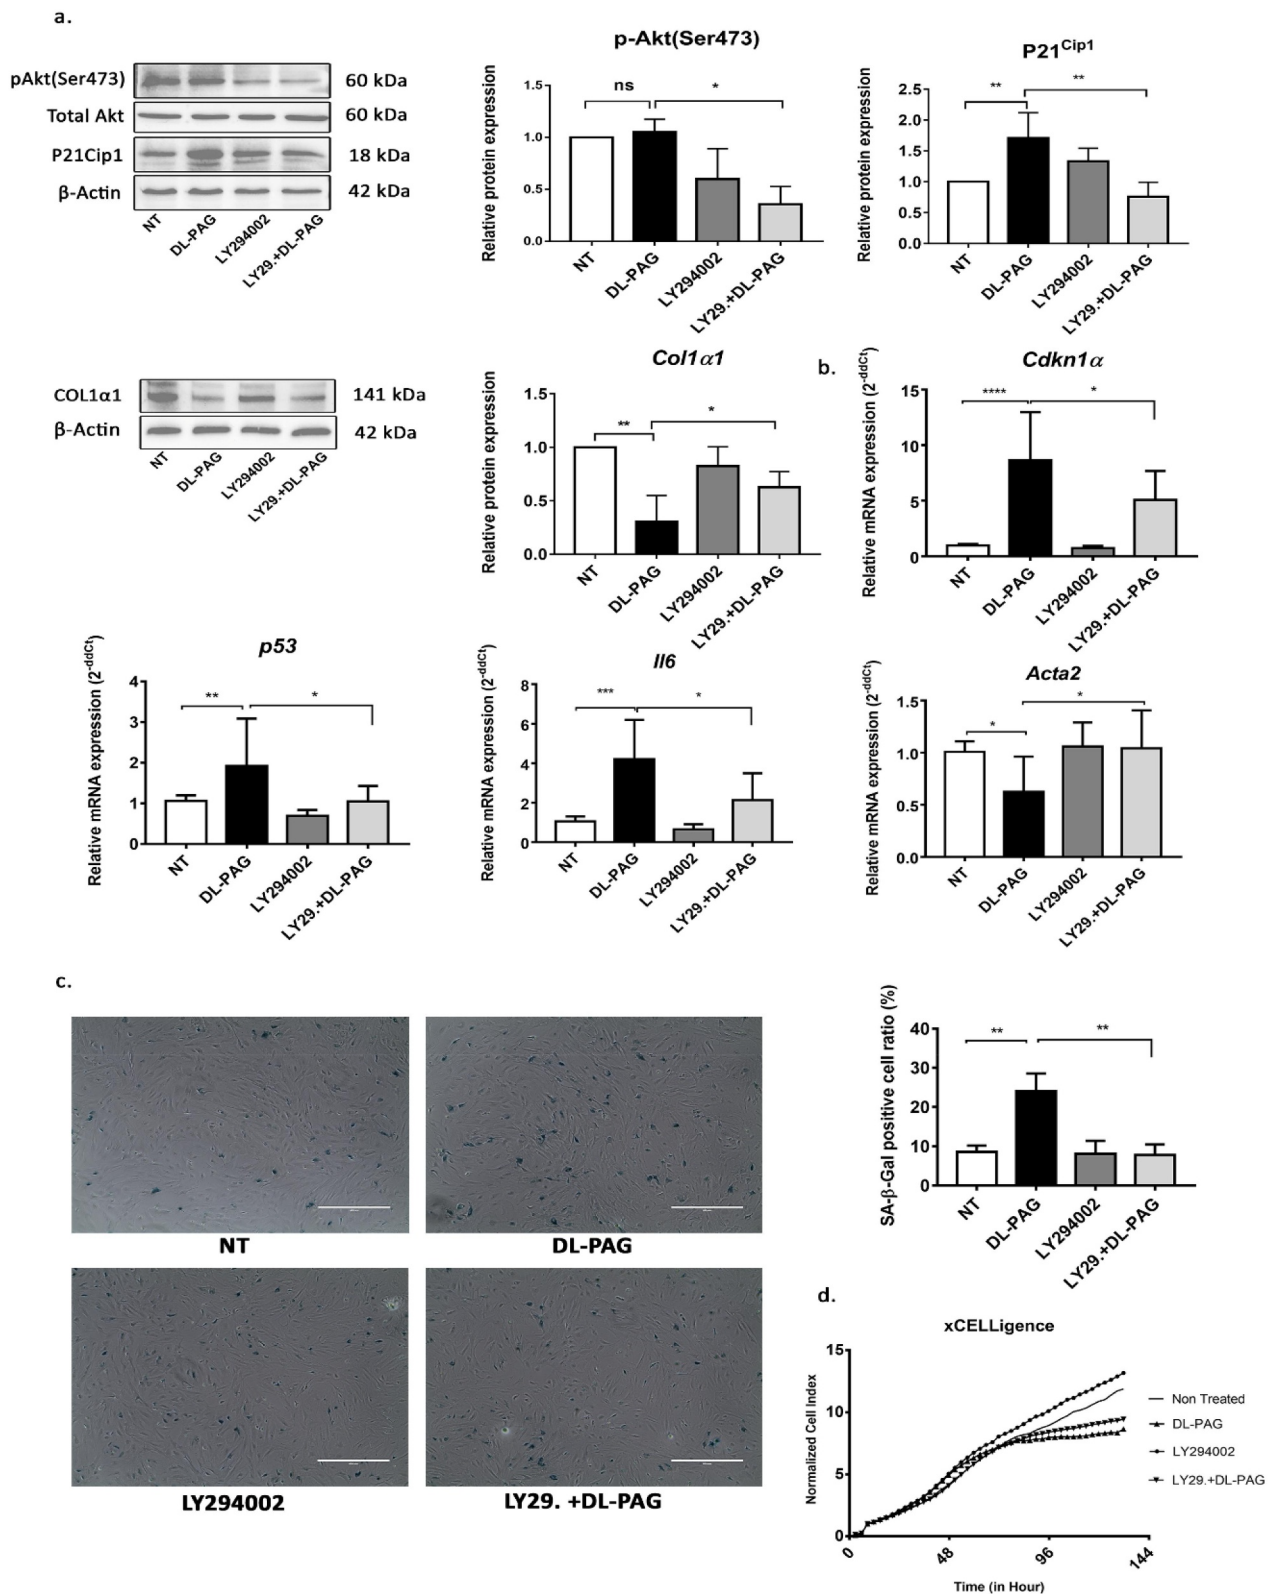 a.
pAkt(Ser473) 60 kDa
Total Akt 60 kDa
P21Cip1 18 kDa
β-Actin 42 kDa
NT DL-PAG LY294002 LY29.+DL-PAG
p-Akt(Ser473)
Relative protein expression
1.5
1.0
0.5
0.0
ns *
NT DL-PAG LY294002 LY29.+DL-PAG
P21Cip1
Relative protein expression
2.5
2.0
1.5
1.0
0.5
0.0
** **
NT DL-PAG LY294002 LY29.+DL-PAG
COL1α1 141 kDa
β-Actin 42 kDa
NT DL-PAG LY294002 LY29.+DL-PAG
Col1α1
Relative protein expression
1.5
1.0
0.5
0.0
** *
NT DL-PAG LY294002 LY29.+DL-PAG
b.
Cdkn1α
Relative mRNA expression (2-ddCt)
15
10
5
0
**** *
NT DL-PAG LY294002 LY29.+DL-PAG
p53
Relative mRNA expression (2-ddCt)
4
3
2
1
0
** *
NT DL-PAG LY294002 LY29.+DL-PAG
Il6
Relative mRNA expression (2-ddCt)
8
6
4
2
0
*** *
NT DL-PAG LY294002 LY29.+DL-PAG
Acta2
Relative mRNA expression (2-ddCt)
1.5
1.0
0.5
0.0
* *
NT DL-PAG LY294002 LY29.+DL-PAG
c.
NT DL-PAG
LY294002 LY29. +DL-PAG
SA-β-Gal positive cell ratio (%)
40
30
20
10
0
** **
NT DL-PAG LY294002 LY29.+DL-PAG
d.
xCELLigence
Normalized Cell Index
15
10
5
0
0 48 96 144
Time (in Hour)
Non Treated
DL-PAG
LY294002
LY29.+DL-PAG